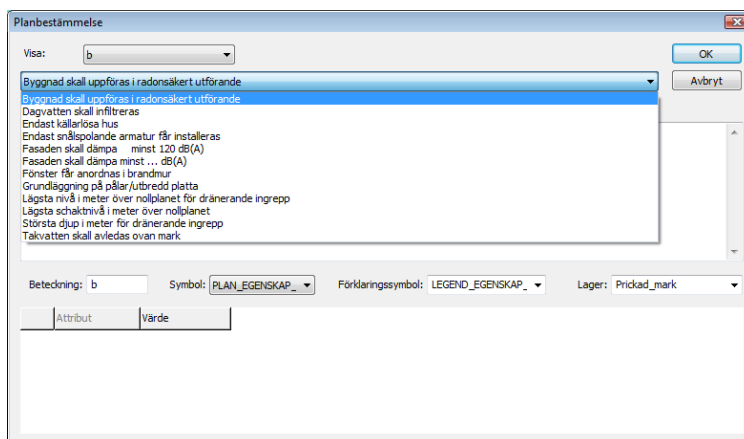 Planbestämmelse
Visa: b
OK
Byggnad skall uppföras i radonsäkert utförande
Avbryt
Byggnad skall uppföras i radonsäkert utförande
Dagvatten skall infiltreras
Endast källarlösa hus
Endast snålspolande armatur får installeras
Fasaden skall dämpa minst 120 dB(A)
Fasaden skall dämpa minst ... dB(A)
Fönster får anordnas i brandmur
Grundläggning på pålar/utbredd platta
Lägsta nivå i meter över nollplanet för dränerande ingrepp
Lägsta schaktnivå i meter över nollplanet
Största djup i meter för dränerande ingrepp
Takvatten skall avledas ovan mark
Beteckning: b Symbol: PLAN_EGENSKAP_ Förklaringssymbol: LEGEND_EGENSKAP_ Lager: Prickad_mark
Attribut Värde